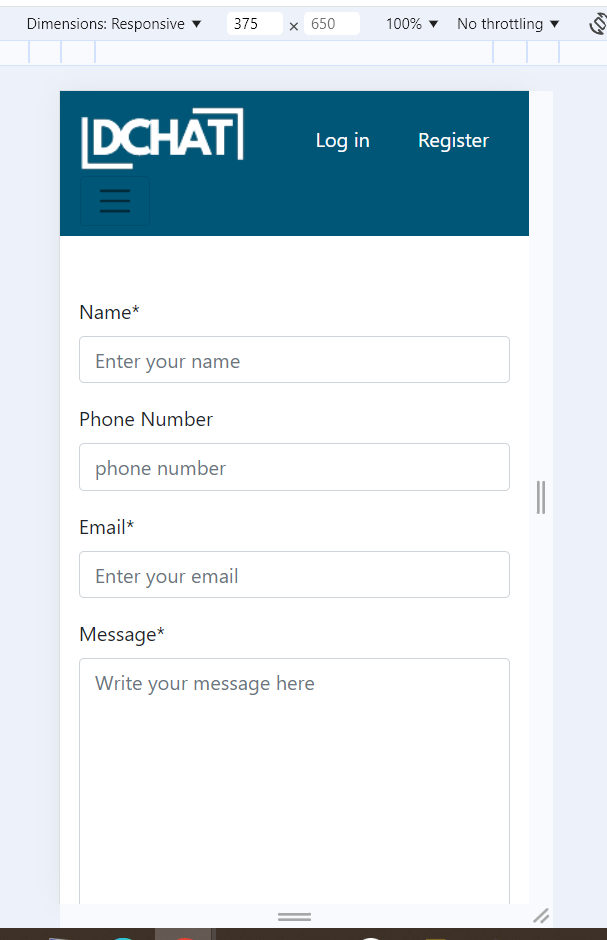 Dimensions: Responsive ▼ 375 × 650 100% ▼ No throttling ▼
DCHAT Log in Register
Name*
Enter your name
Phone Number
phone number
Email*
Enter your email
Message*
Write your message here